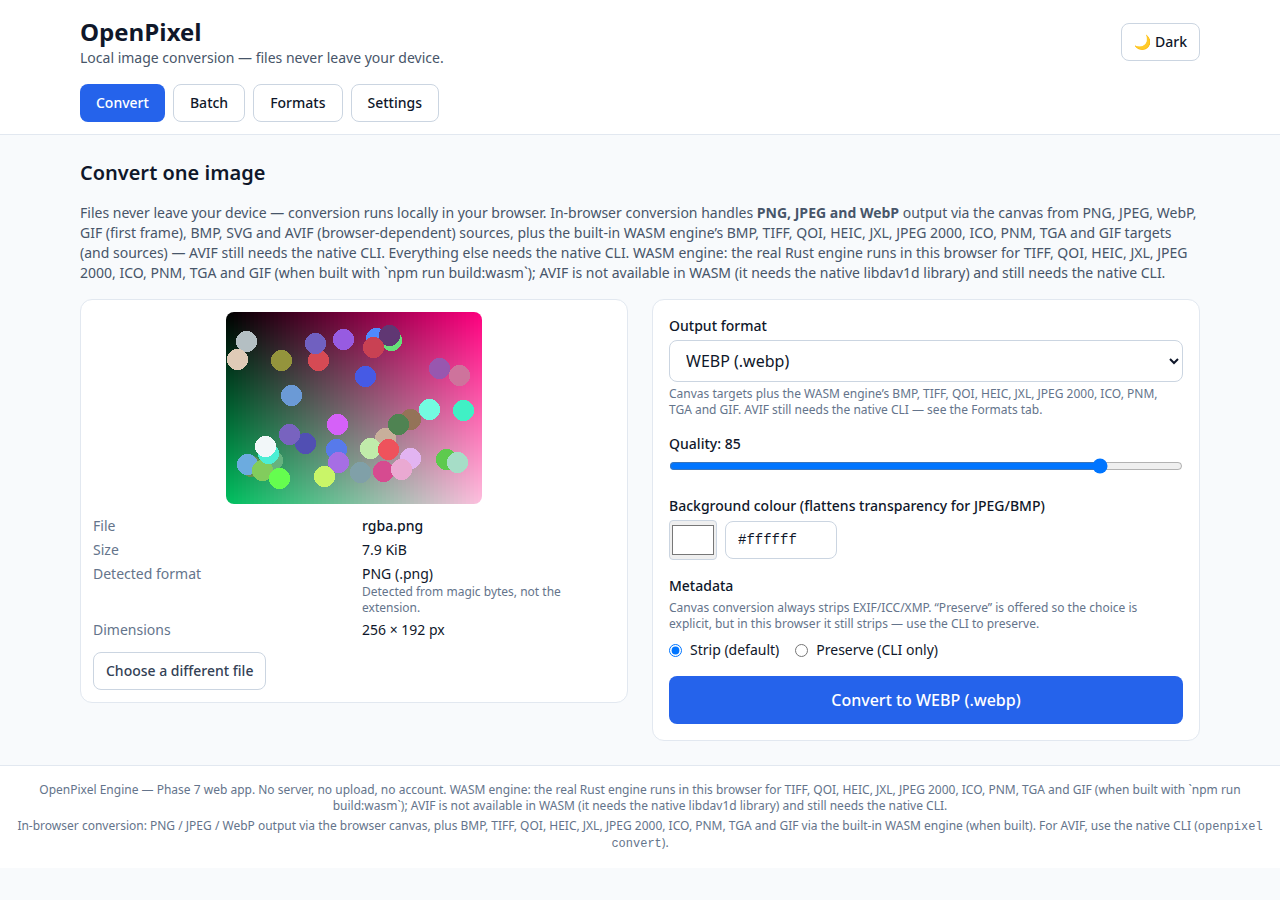 OpenPixel
Local image conversion — files never leave your device.
🌙 Dark
Convert
Batch
Formats
Settings
Convert one image
Files never leave your device — conversion runs locally in your browser. In-browser conversion handles PNG, JPEG and WebP output via the canvas from PNG, JPEG, WebP,
GIF (first frame), BMP, SVG and AVIF (browser-dependent) sources, plus the built-in WASM engine’s BMP, TIFF, QOI, HEIC, JXL, JPEG 2000, ICO, PNM, TGA and GIF targets
(and sources) — AVIF still needs the native CLI. Everything else needs the native CLI. WASM engine: the real Rust engine runs in this browser for TIFF, QOI, HEIC, JXL, JPEG
2000, ICO, PNM, TGA and GIF (when built with `npm run build:wasm`); AVIF is not available in WASM (it needs the native libdav1d library) and still needs the native CLI.
File
rgba.png
Size
7.9 KiB
Detected format
PNG (.png)
Detected from magic bytes, not the
extension.
Dimensions
256 × 192 px
Choose a different file
Output format
WEBP (.webp)
Canvas targets plus the WASM engine’s BMP, TIFF, QOI, HEIC, JXL, JPEG 2000, ICO, PNM,
TGA and GIF. AVIF still needs the native CLI — see the Formats tab.
Quality: 85
Background colour (flattens transparency for JPEG/BMP)
#ffffff
Metadata
Canvas conversion always strips EXIF/ICC/XMP. “Preserve” is offered so the choice is
explicit, but in this browser it still strips — use the CLI to preserve.
Strip (default)
Preserve (CLI only)
Convert to WEBP (.webp)
OpenPixel Engine — Phase 7 web app. No server, no upload, no account. WASM engine: the real Rust engine runs in this browser for TIFF, QOI, HEIC, JXL, JPEG 2000, ICO, PNM, TGA and GIF (when built with `npm run
build:wasm`); AVIF is not available in WASM (it needs the native libdav1d library) and still needs the native CLI.
In-browser conversion: PNG / JPEG / WebP output via the browser canvas, plus BMP, TIFF, QOI, HEIC, JXL, JPEG 2000, ICO, PNM, TGA and GIF via the built-in WASM engine (when built). For AVIF, use the native CLI (openpixel
convert).